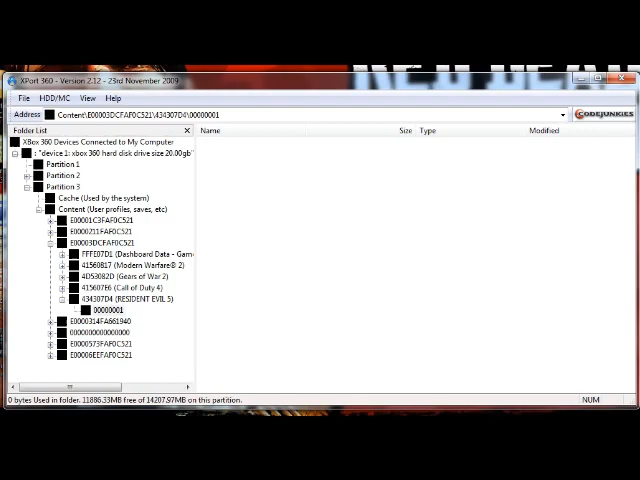 XPort 360 - Version 2.12 - 23rd November 2009
File HDD/MC View Help
Address Content\E00003DCFAF0C521\434307D4\00000001
CODEJUNKIES
Folder List
Name Size Type Modified
XBox 360 Devices Connected to My Computer
: "device 1: xbox 360 hard disk drive size 20.00gb"
Partition 1
Partition 2
Partition 3
Cache (Used by the system)
Content (User profiles, saves, etc)
E00001C3FAF0C521
E0000211FAF0C521
E00003DCFAF0C521
FFFE07D1 (Dashboard Data - Game
41560817 (Modern Warfare® 2)
4D53082D (Gears of War 2)
415607E6 (Call of Duty 4)
434307D4 (RESIDENT EVIL 5)
00000001
E0000314FA661940
0000000000000000
E0000573FAF0C521
E00006EEFAF0C521
0 bytes Used in folder. 11886.33MB free of 14207.97MB on this partition.
NUM